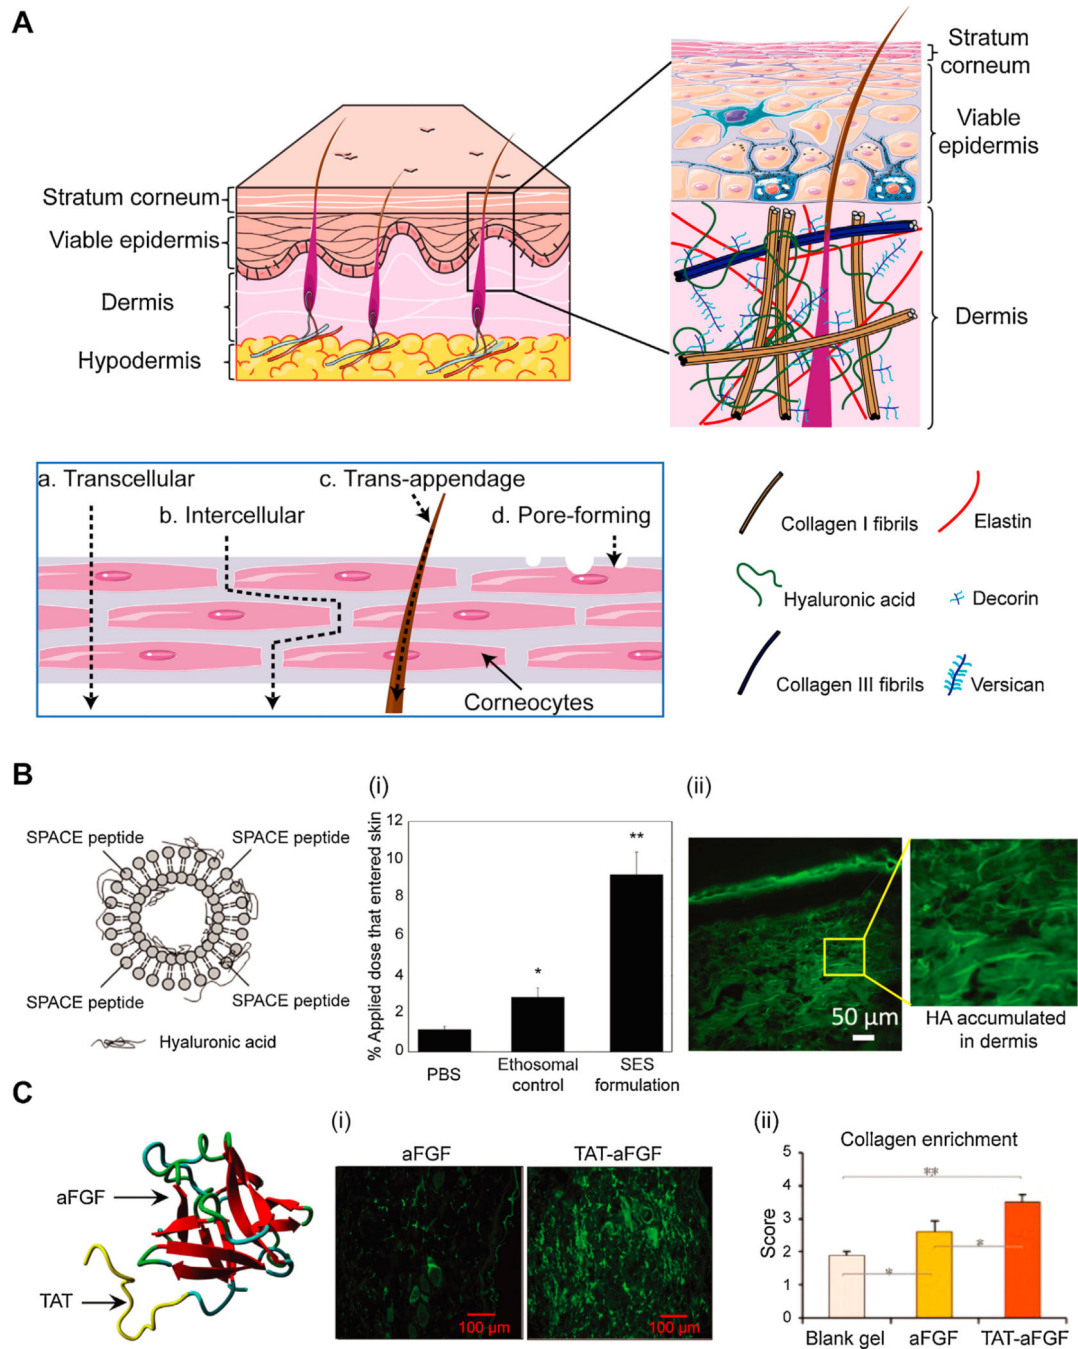 A
Stratum corneum
Viable epidermis
Dermis
Hypodermis
Stratum
corneum
Viable
epidermis
Dermis
a. Transcellular
b. Intercellular
c. Trans-appendage
d. Pore-forming
Corneocytes
Collagen I fibrils
Elastin
Hyaluronic acid
Decorin
Collagen III fibrils
Versican
B
SPACE peptide
SPACE peptide
SPACE peptide
SPACE peptide
Hyaluronic acid
(i)
% Applied dose that entered skin
12
10
8
6
4
2
0
*
**
PBS
Ethosomal
control
SES
formulation
(ii)
50 µm
HA accumulated
in dermis
C
aFGF
TAT
(i)
aFGF
TAT-aFGF
100 µm
100 µm
(ii)
Collagen enrichment
Score
5
4
3
2
1
0
**
*
*
Blank gel
aFGF
TAT-aFGF